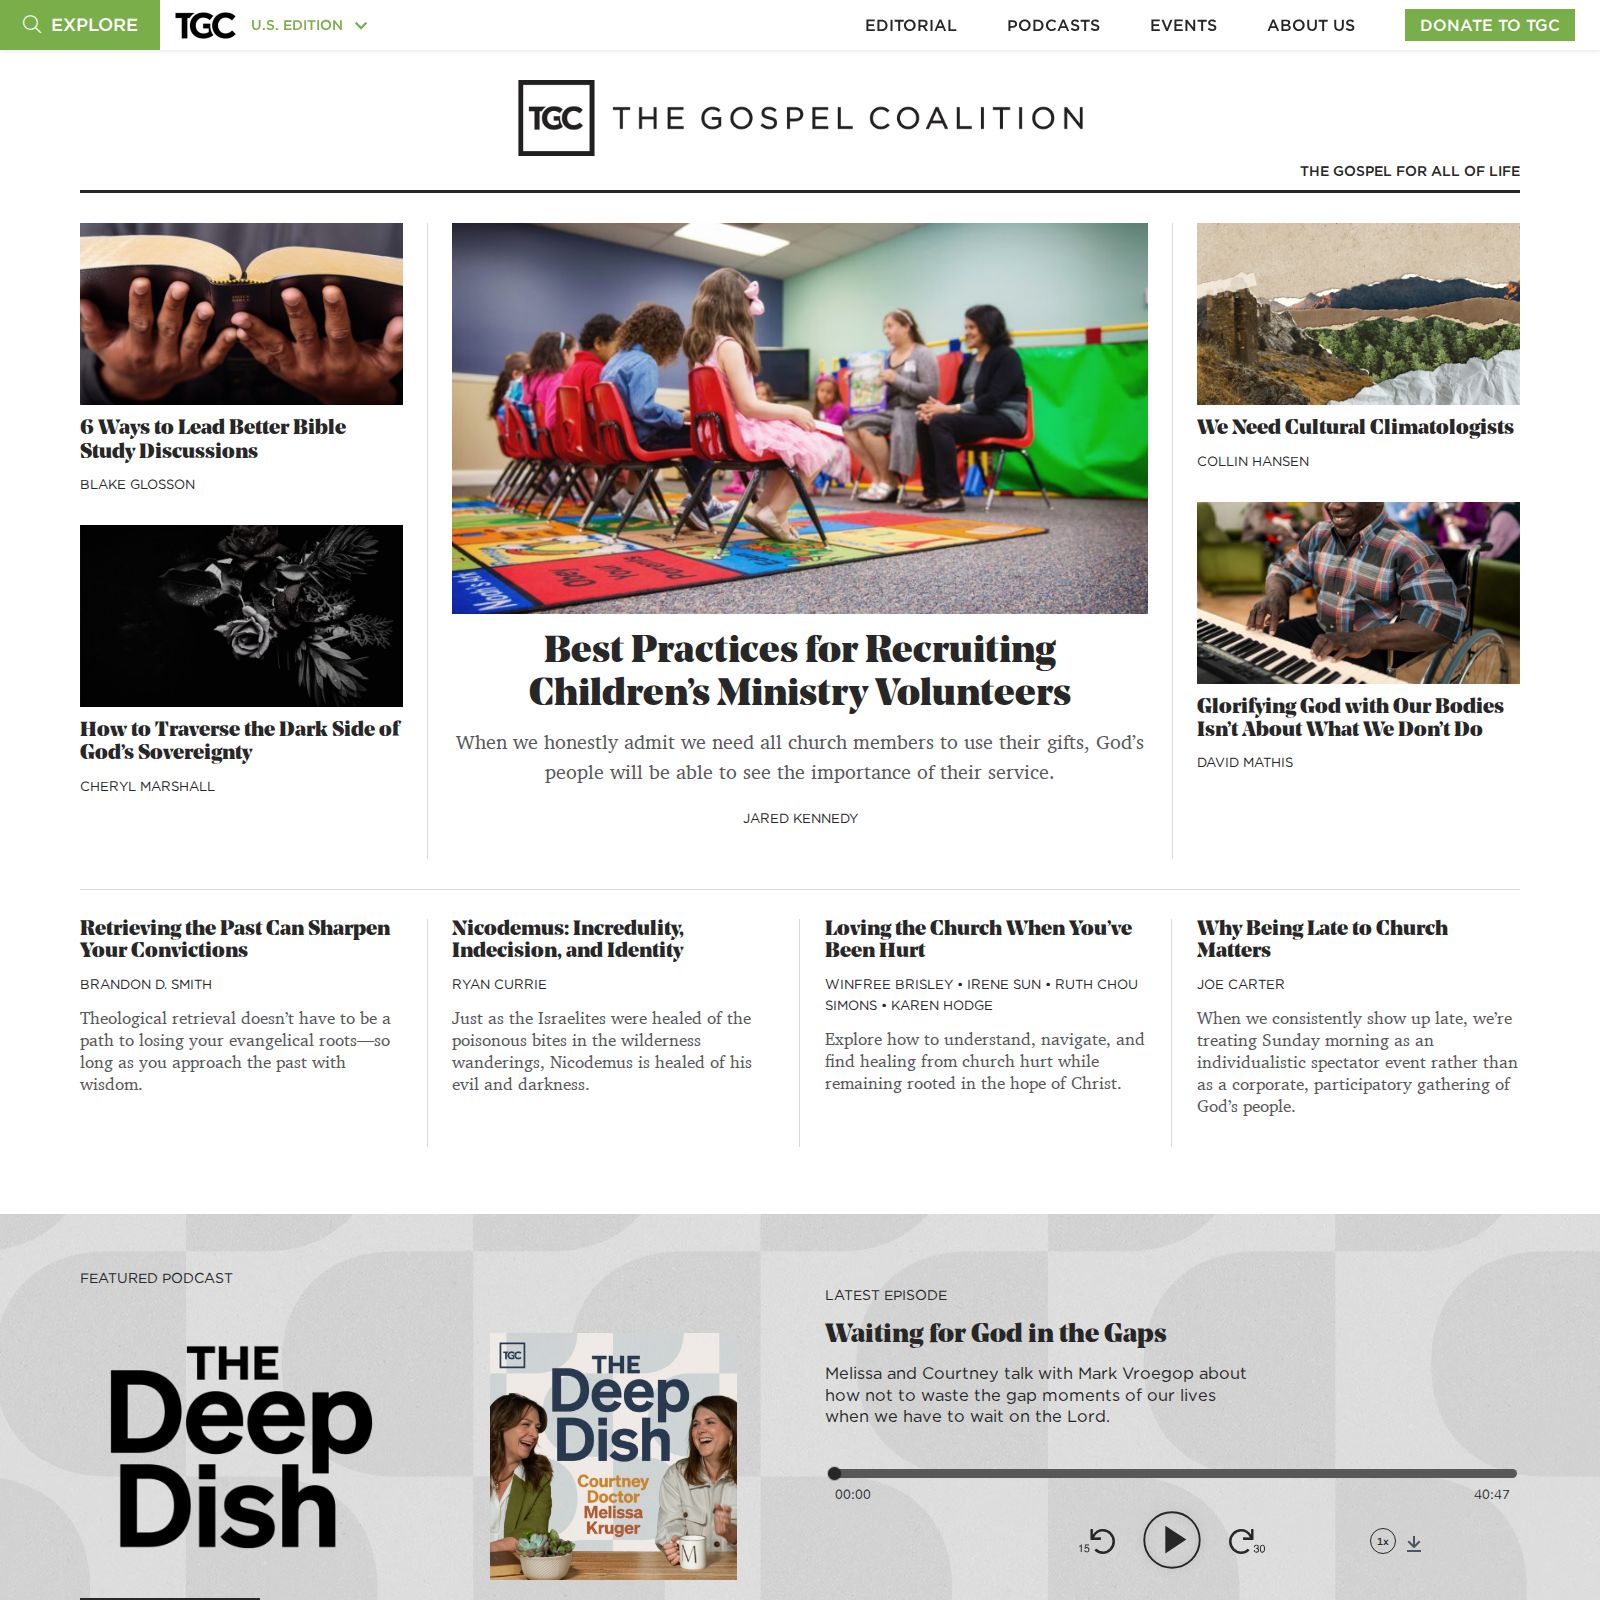 EXPLORE
TGC
U.S. EDITION
EDITORIAL
PODCASTS
EVENTS
ABOUT US
DONATE TO TGC
TGC THE GOSPEL COALITION
THE GOSPEL FOR ALL OF LIFE
6 Ways to Lead Better Bible
Study Discussions
BLAKE GLOSSON
How to Traverse the Dark Side of
God's Sovereignty
CHERYL MARSHALL
Obey
Your
Parents
Noah's Ark
Best Practices for Recruiting
Children's Ministry Volunteers
When we honestly admit we need all church members to use their gifts, God's
people will be able to see the importance of their service.
JARED KENNEDY
We Need Cultural Climatologists
COLLIN HANSEN
Glorifying God with Our Bodies
Isn't About What We Don't Do
DAVID MATHIS
Retrieving the Past Can Sharpen
Your Convictions
BRANDON D. SMITH
Theological retrieval doesn't have to be a
path to losing your evangelical roots—so
long as you approach the past with
wisdom.
Nicodemus: Incredulity,
Indecision, and Identity
RYAN CURRIE
Just as the Israelites were healed of the
poisonous bites in the wilderness
wanderings, Nicodemus is healed of his
evil and darkness.
Loving the Church When You've
Been Hurt
WINFREE BRISLEY • IRENE SUN • RUTH CHOU
SIMONS • KAREN HODGE
Explore how to understand, navigate, and
find healing from church hurt while
remaining rooted in the hope of Christ.
Why Being Late to Church
Matters
JOE CARTER
When we consistently show up late, we're
treating Sunday morning as an
individualistic spectator event rather than
as a corporate, participatory gathering of
God's people.
FEATURED PODCAST
THE
Deep
Dish
TGC
THE
Deep
Dish
Courtney
Doctor
Melissa
Kruger
M
LATEST EPISODE
Waiting for God in the Gaps
Melissa and Courtney talk with Mark Vroegop about
how not to waste the gap moments of our lives
when we have to wait on the Lord.
00:00
40:47
15
30
1x